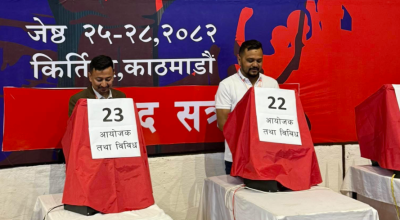 जेष्ठ २५-२८,२०८२
किर्तिपुर,काठमाडौं
द सत्र
23
आयोजक
तथा विविध
22
आयोजक
तथा विविध